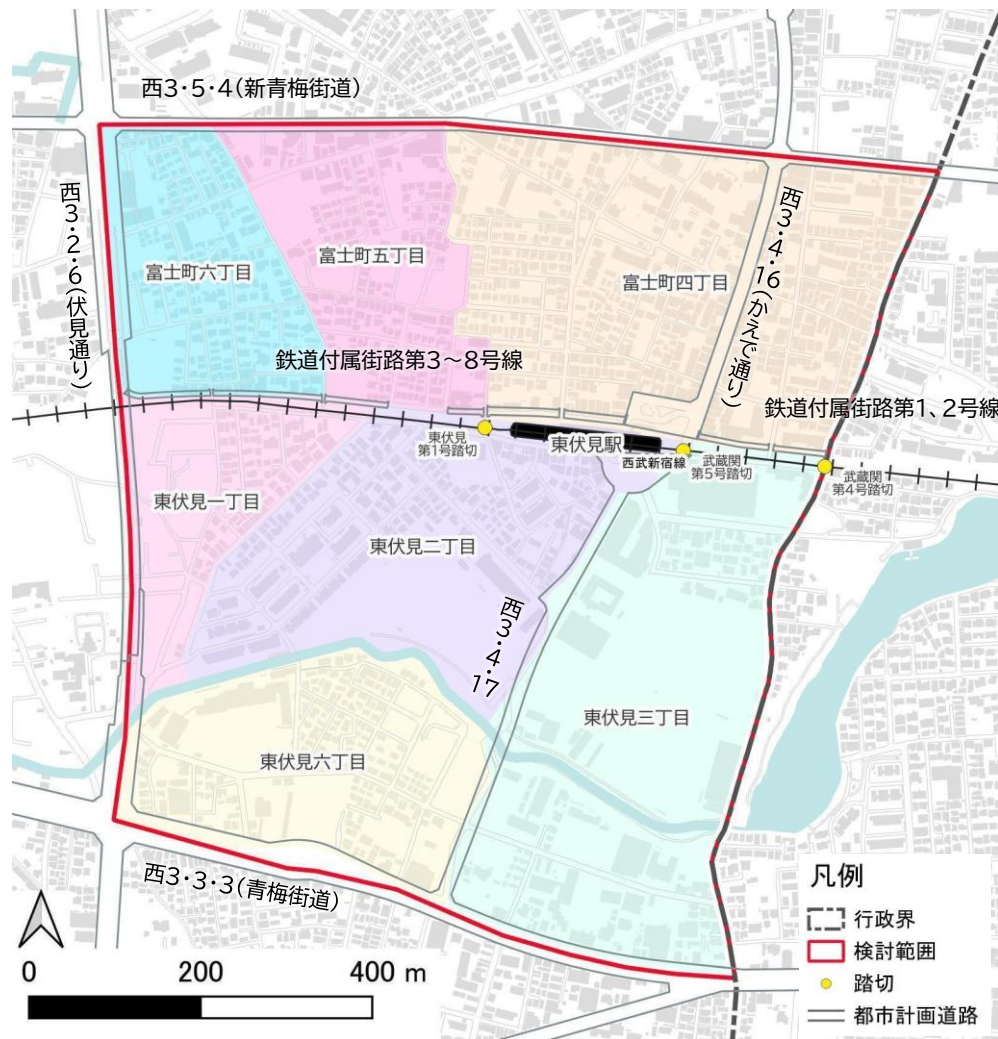 西3・5・4(新青梅街道)
西3・2・6(伏見通り)
西3・4・16(かえで通り)
富士町六丁目
富士町五丁目
富士町四丁目
鉄道付属街路第3～8号線
鉄道付属街路第1、2号線
東伏見
第1号踏切
東伏見駅
西武新宿線
武蔵関
第5号踏切
武蔵関
第4号踏切
東伏見一丁目
東伏見二丁目
西3・4・17
東伏見三丁目
東伏見六丁目
西3・3・3(青梅街道)
0 200 400 m
凡例
行政界
検討範囲
踏切
都市計画道路